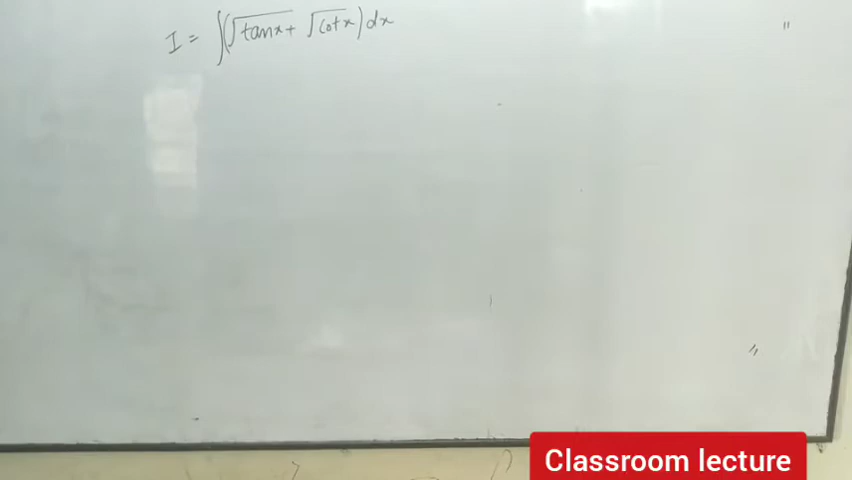 I = ∫(√tanx + √cotx) dx
Classroom lecture